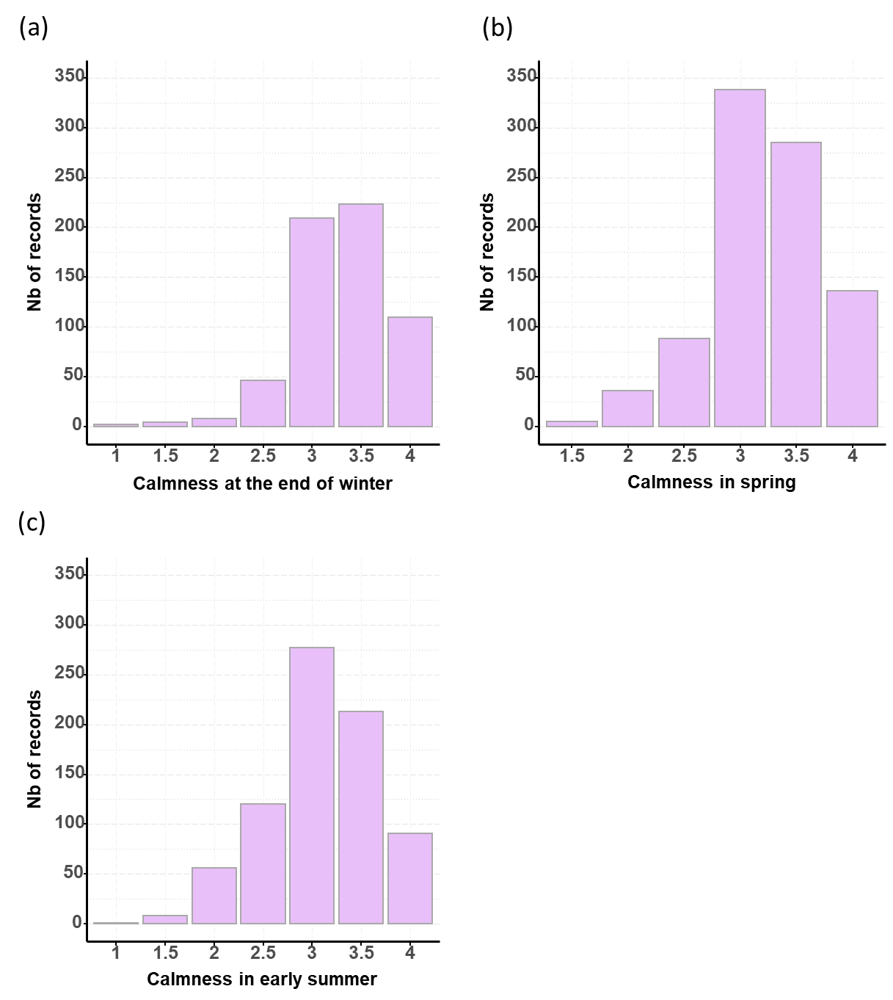 (a)
350
300
250
200
150
100
50
0
Nb of records
1 1.5 2 2.5 3 3.5 4
Calmness at the end of winter
(b)
350
300
250
200
150
100
50
0
Nb of records
1.5 2 2.5 3 3.5 4
Calmness in spring
(c)
350
300
250
200
150
100
50
0
Nb of records
1 1.5 2 2.5 3 3.5 4
Calmness in early summer